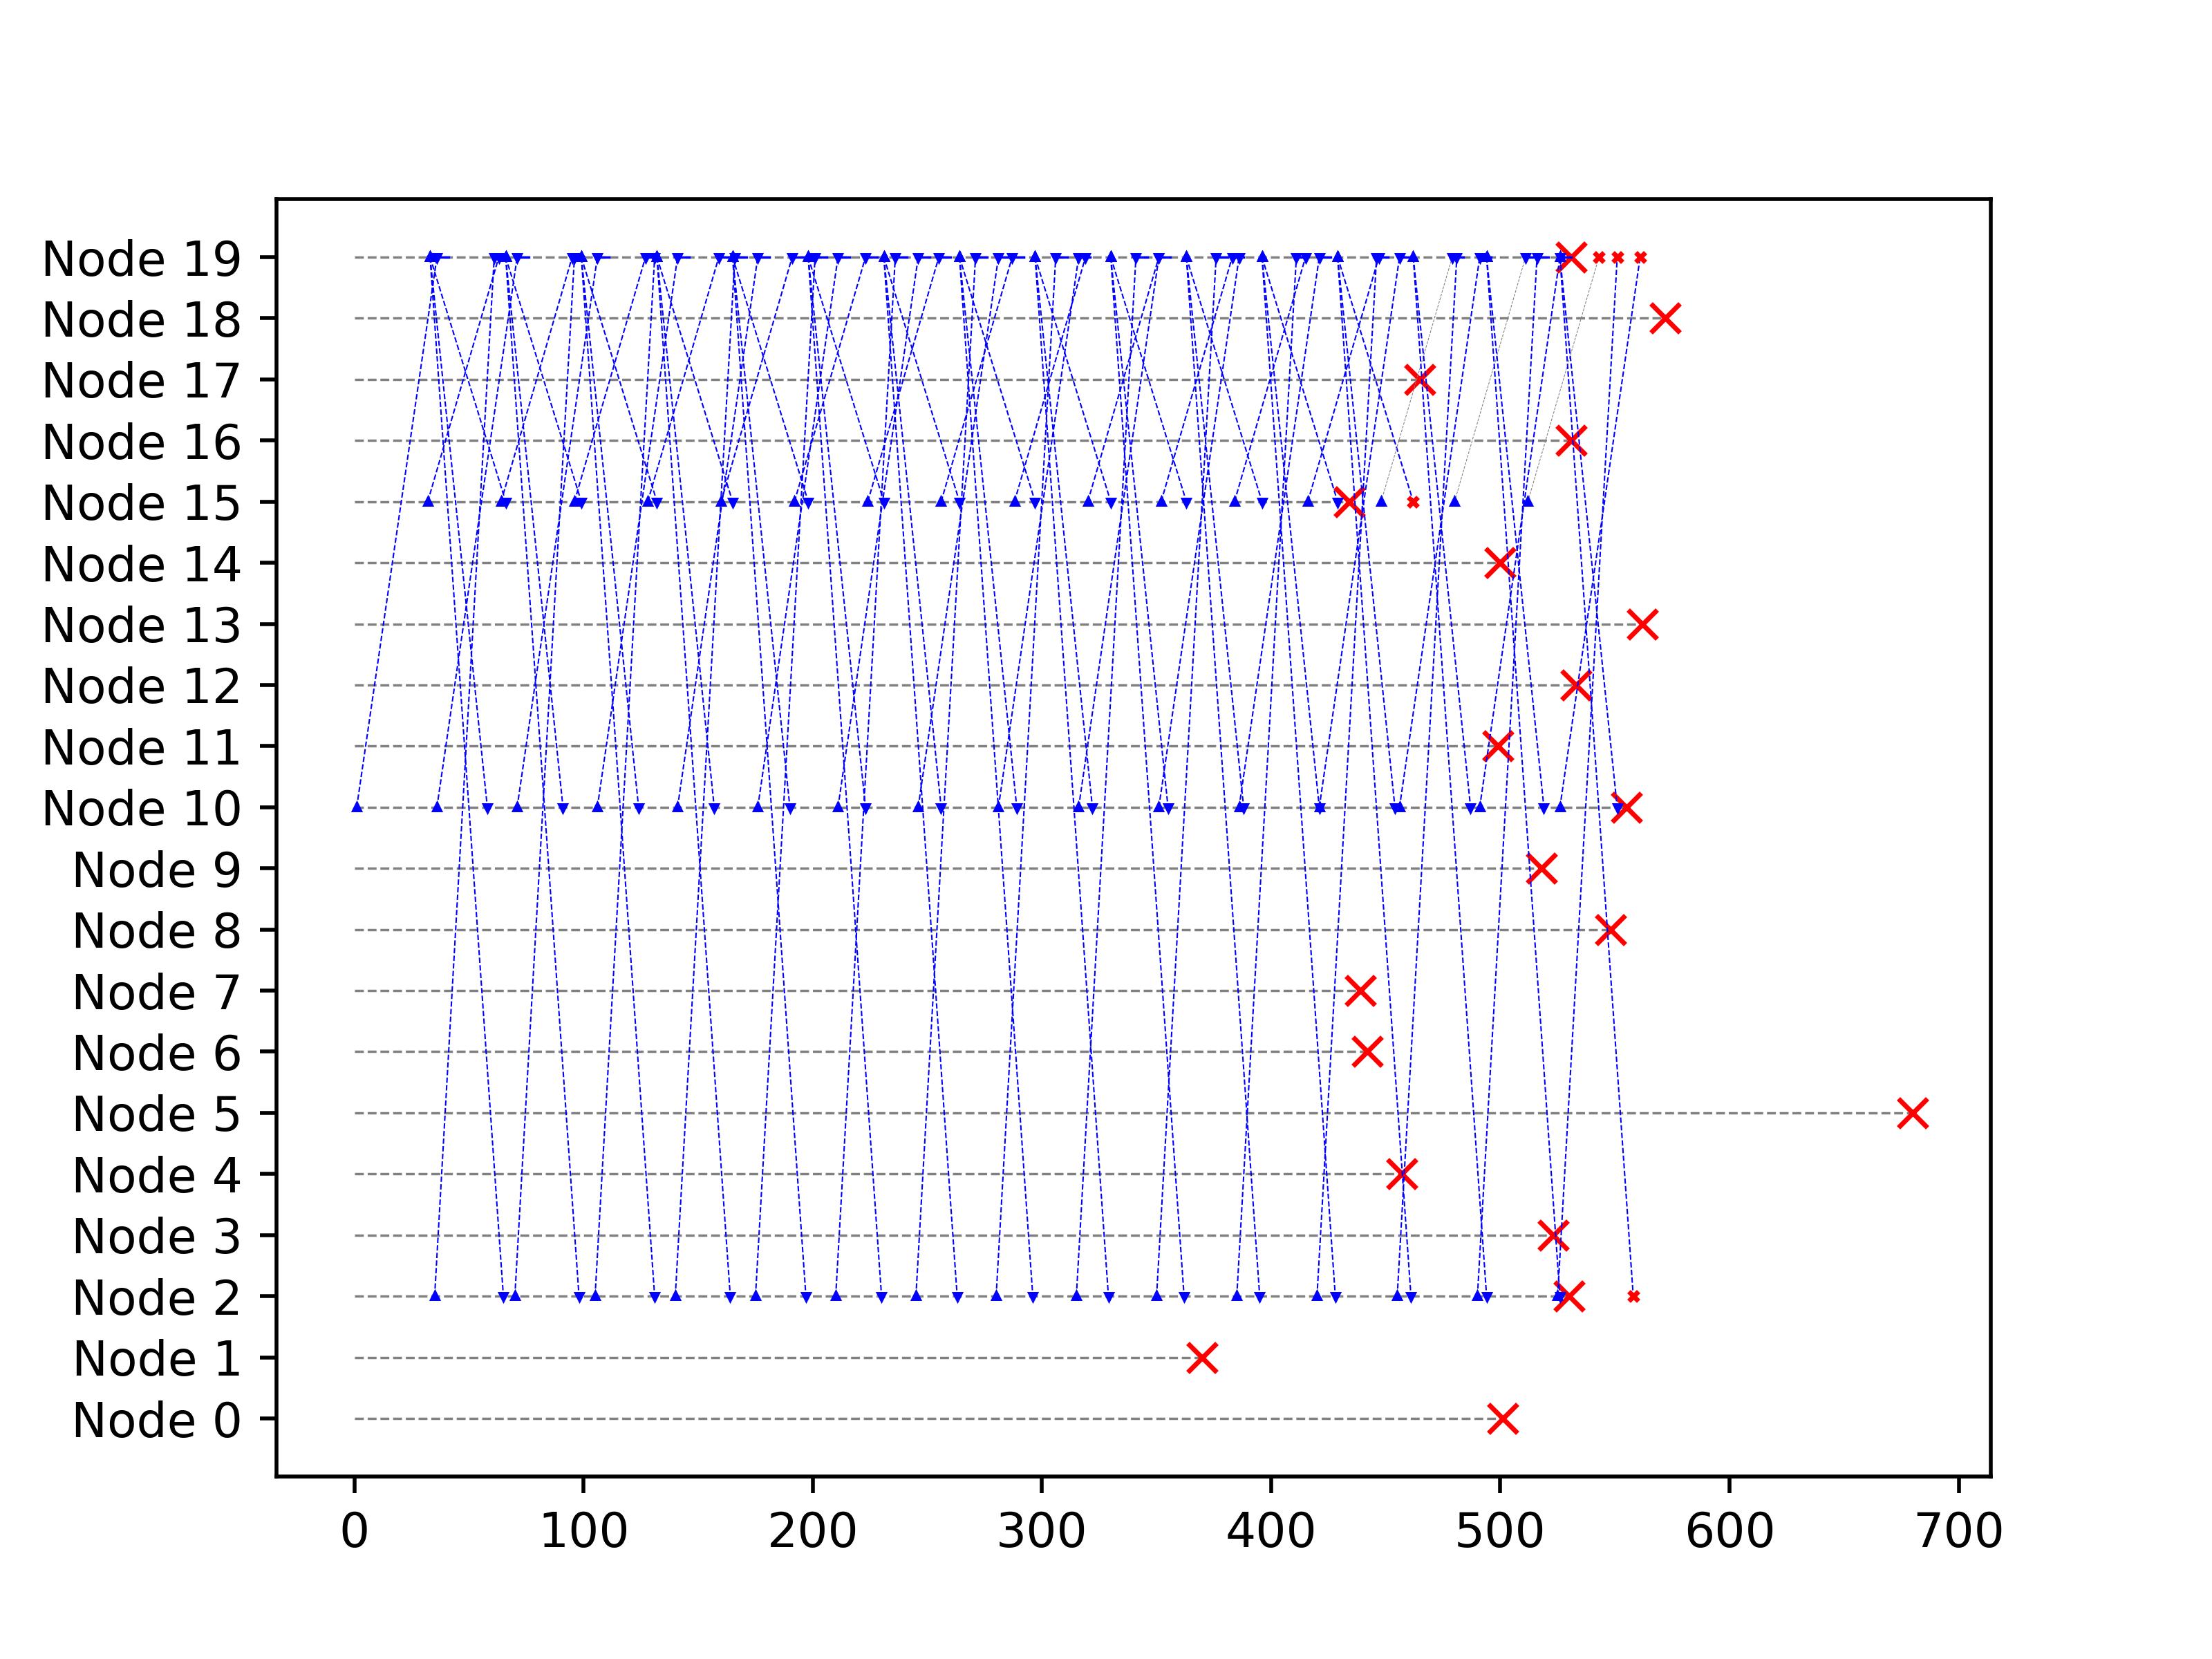 Node 19
Node 18
Node 17
Node 16
Node 15
Node 14
Node 13
Node 12
Node 11
Node 10
Node 9
Node 8
Node 7
Node 6
Node 5
Node 4
Node 3
Node 2
Node 1
Node 0
0 100 200 300 400 500 600 700